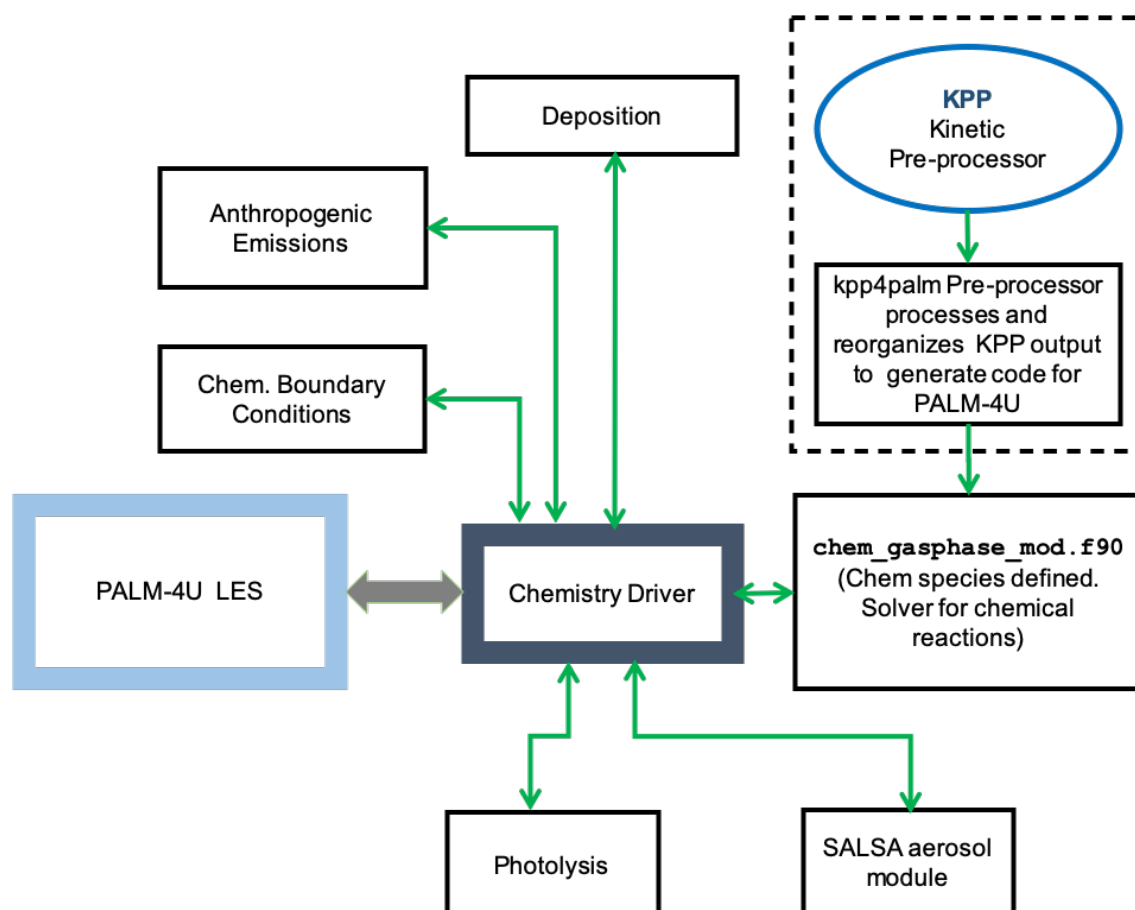 KPP
Kinetic
Pre-processor
Deposition
Anthropogenic
Emissions
kpp4palm Pre-processor
processes and
reorganizes KPP output
to generate code for
PALM-4U
Chem. Boundary
Conditions
PALM-4U LES
Chemistry Driver
chem_gasphase_mod.f90
(Chem species defined.
Solver for chemical
reactions)
Photolysis
SALSA aerosol
module